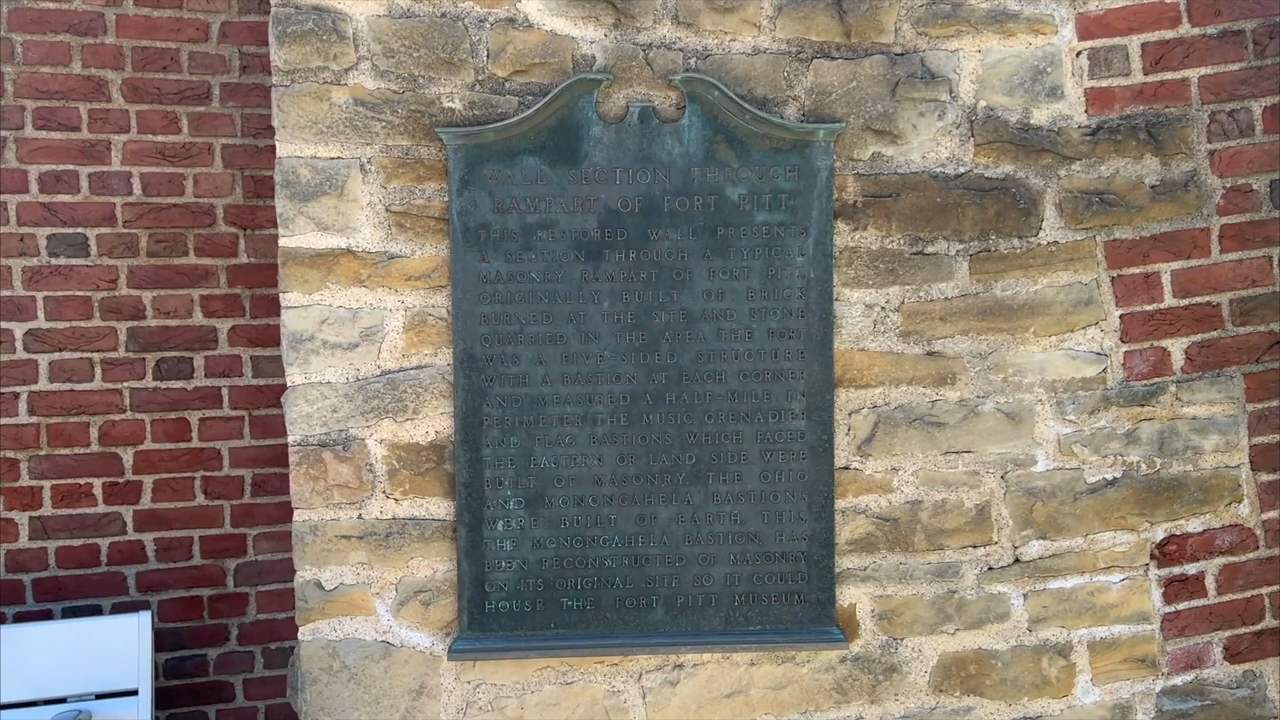 WALL SECTION THROUGH
RAMPART OF FORT PITT
THIS RESTORED WALL PRESENTS
A SECTION THROUGH A TYPICAL
MASONRY RAMPART OF FORT PITT,
ORIGINALLY BUILT OF BRICK
BURNED AT THE SITE AND STONE
QUARRIED IN THE AREA. THE FORT
WAS A FIVE-SIDED STRUCTURE
WITH A BASTION AT EACH CORNER
AND MEASURED A HALF-MILE IN
PERIMETER. THE MUSIC, GRENADIER
AND FLAG BASTIONS WHICH FACED
THE EASTERN OR LAND SIDE WERE
BUILT OF MASONRY. THE OHIO
AND MONONGAHELA BASTIONS
WERE BUILT OF EARTH. THIS,
THE MONONGAHELA BASTION, HAS
BEEN RECONSTRUCTED OF MASONRY
ON ITS ORIGINAL SITE SO IT COULD
HOUSE THE FORT PITT MUSEUM.